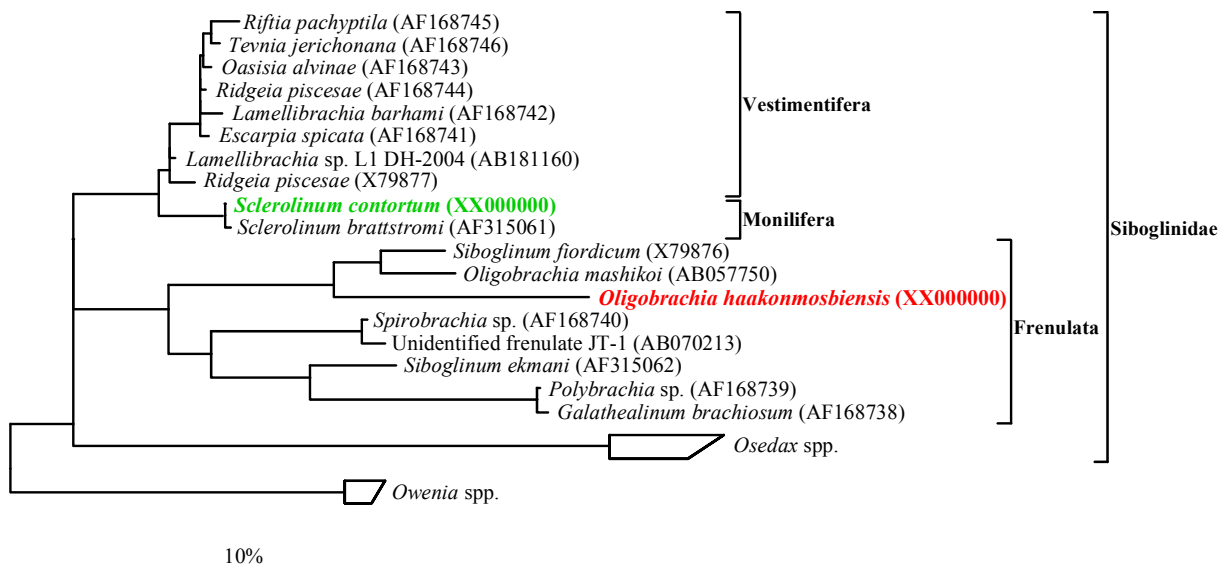 Riftia pachyptila (AF168745)
Tevnia jerichonana (AF168746)
Oasisia alvinae (AF168743)
Ridgeia piscesae (AF168744)
Lamellibrachia barhami (AF168742)
Escarpia spicata (AF168741)
Lamellibrachia sp. L1 DH-2004 (AB181160)
Ridgeia piscesae (X79877)
Vestimentifera
Sclerolinum contortum (XX000000)
Sclerolinum brattstromi (AF315061)
Monilifera
Siboglinidae
Siboglinum fiordicum (X79876)
Oligobrachia mashikoi (AB057750)
Oligobrachia haakonmosbiensis (XX000000)
Spirobrachia sp. (AF168740)
Unidentified frenulate JT-1 (AB070213)
Siboglinum ekmani (AF315062)
Polybrachia sp. (AF168739)
Galathealinum brachiosum (AF168738)
Frenulata
Osedax spp.
Owenia spp.
10%